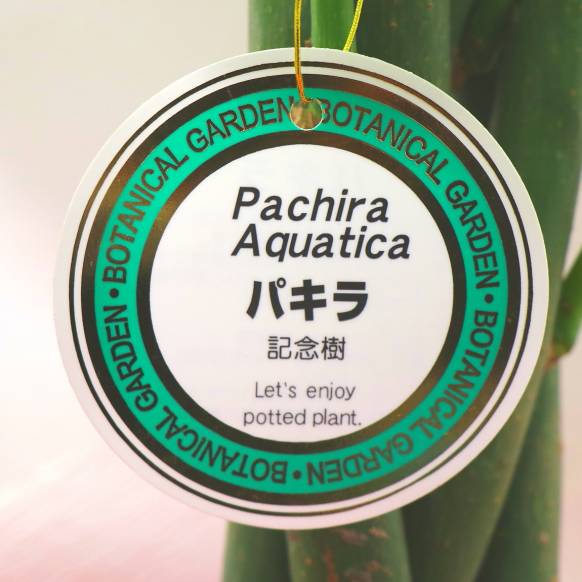 BOTANICAL GARDEN • BOTANICAL GARDEN • BOTANICAL GARDEN • BOTANICAL GARDEN
Pachira
Aquatica
パキラ
記念樹
Let's enjoy
potted plant.